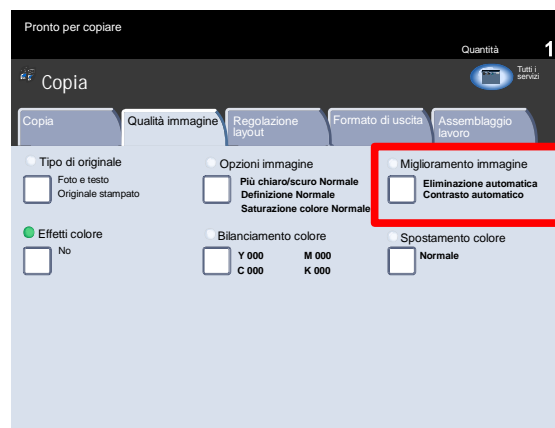 Pronto per copiare
Quantità 1
Copia
Tutti i
servizi
Copia
Qualità immagine
Regolazione
layout
Formato di uscita
Assemblaggio
lavoro
Tipo di originale
Foto e testo
Originale stampato
Opzioni immagine
Più chiaro/scuro Normale
Definizione Normale
Saturazione colore Normale
Miglioramento immagine
Eliminazione automatica
Contrasto automatico
Effetti colore
No
Bilanciamento colore
Y 000 M 000
C 000 K 000
Spostamento colore
Normale